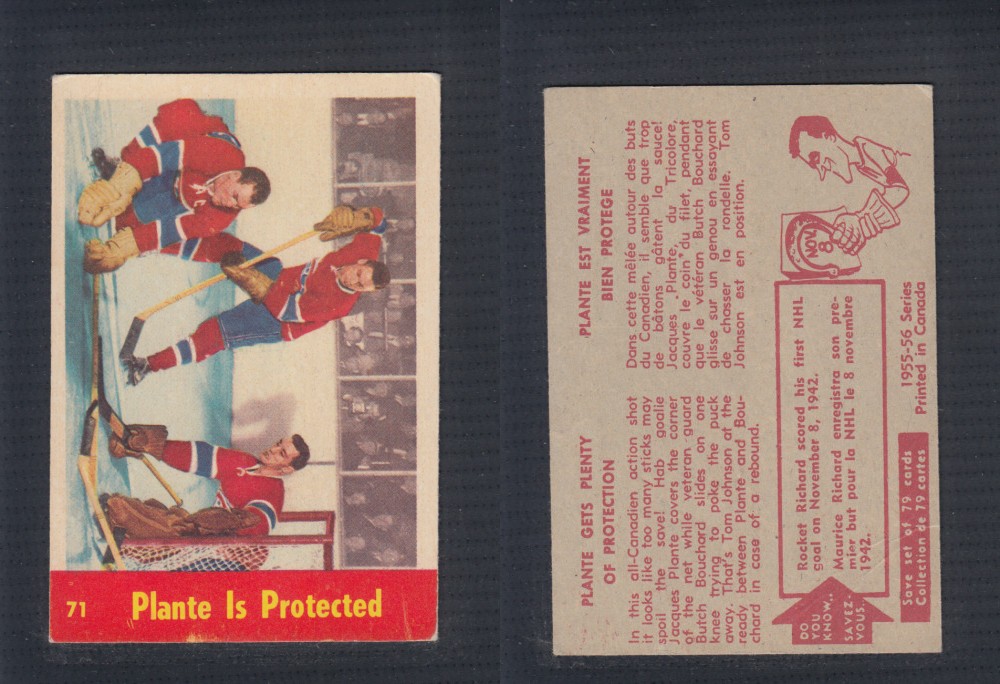 71 Plante Is Protected
PLANTE GETS PLENTY
OF PROTECTION
In this all-Canadian action shot
it looks like too many sticks may
spoil the save! Hab goalie
Jacques Plante covers the corner
of the net while veteran guard
Butch Bouchard slides on one
knee trying to poke the puck
away. That's Tom Johnson at the
ready between Plante and Bou-
chard in case of a rebound.
PLANTE EST VRAIMENT
BIEN PROTEGE
Dans cette mêlée autour des buts
du Canadien, il semble que trop
de bâtons gâtent la sauce!
Jacques Plante, du Tricolore,
couvre le coin du filet, pendant
que le vétéran Butch Bouchard
glisse sur un genou en essayant
de chasser la rondelle. Tom
Johnson est en position.
DO
YOU
KNOW..
SAVEZ-
VOUS..
Rocket Richard scored his first NHL
goal on November 8, 1942.
Maurice Richard enregistra son pre-
mier but pour la NHL le 8 novembre
1942.
NOV
8
Save set of 79 cards
Collection de 79 cartes
1955-56 Series
Printed in Canada